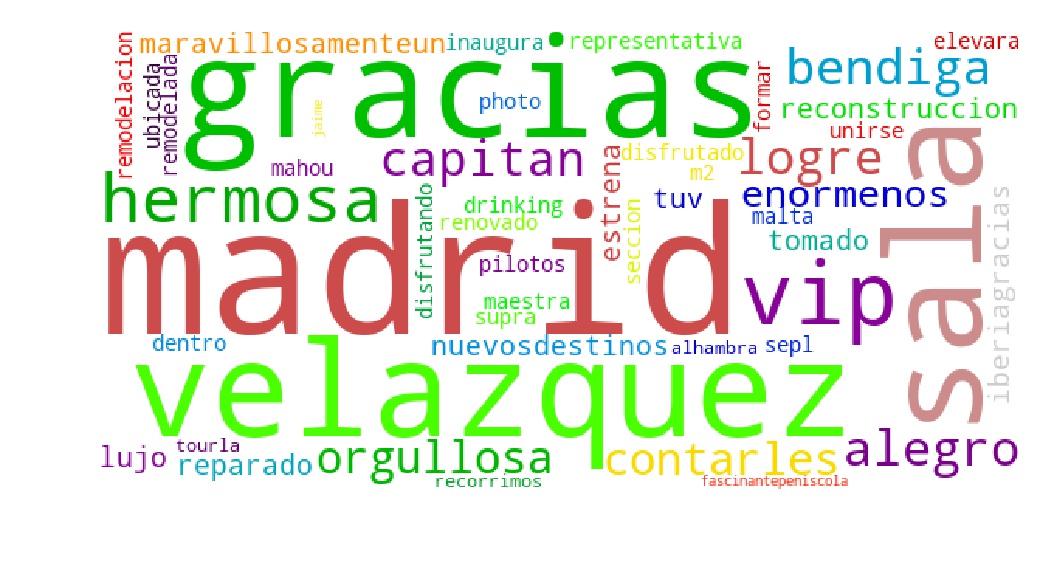 maravillosamenteun
inaugura
representativa
elevara
remodelacion
ubicada
remodelada
gracias
jaime
photo
formar
bendiga
reconstruccion
unirse
mahou
capitan
estrena
disfrutado
m2
logre
sala
hermosa
disfrutando
drinking
renovado
seccion
tuv
enormenos
malta
tomado
iberiagracias
madrid
pilotos
maestra
supra
vip
dentro
nuevosdestinos
alhambra
sepl
velazquez
lujo
tourla
reparado
orgullosa
recorrimos
contarles
alegro
fascinantepeniscola